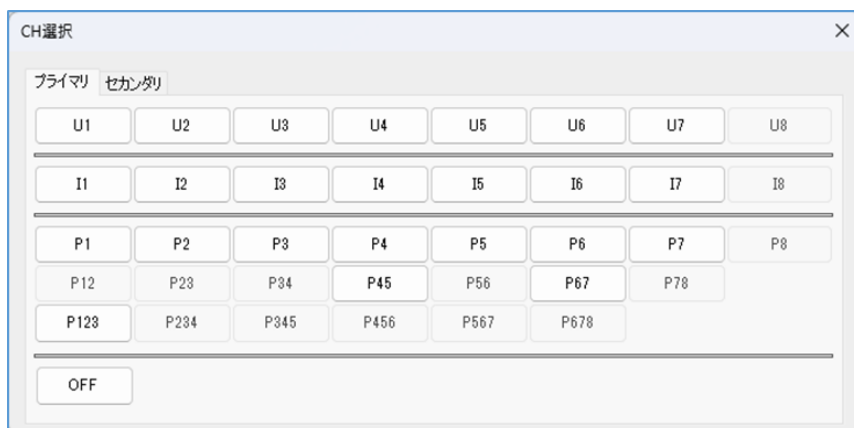 CH選択
プライマリ セカンダリ
U1 U2 U3 U4 U5 U6 U7 U8
I1 I2 I3 I4 I5 I6 I7 I8
P1 P2 P3 P4 P5 P6 P7 P8
P12 P23 P34 P45 P56 P67 P78
P123 P234 P345 P456 P567 P678
OFF